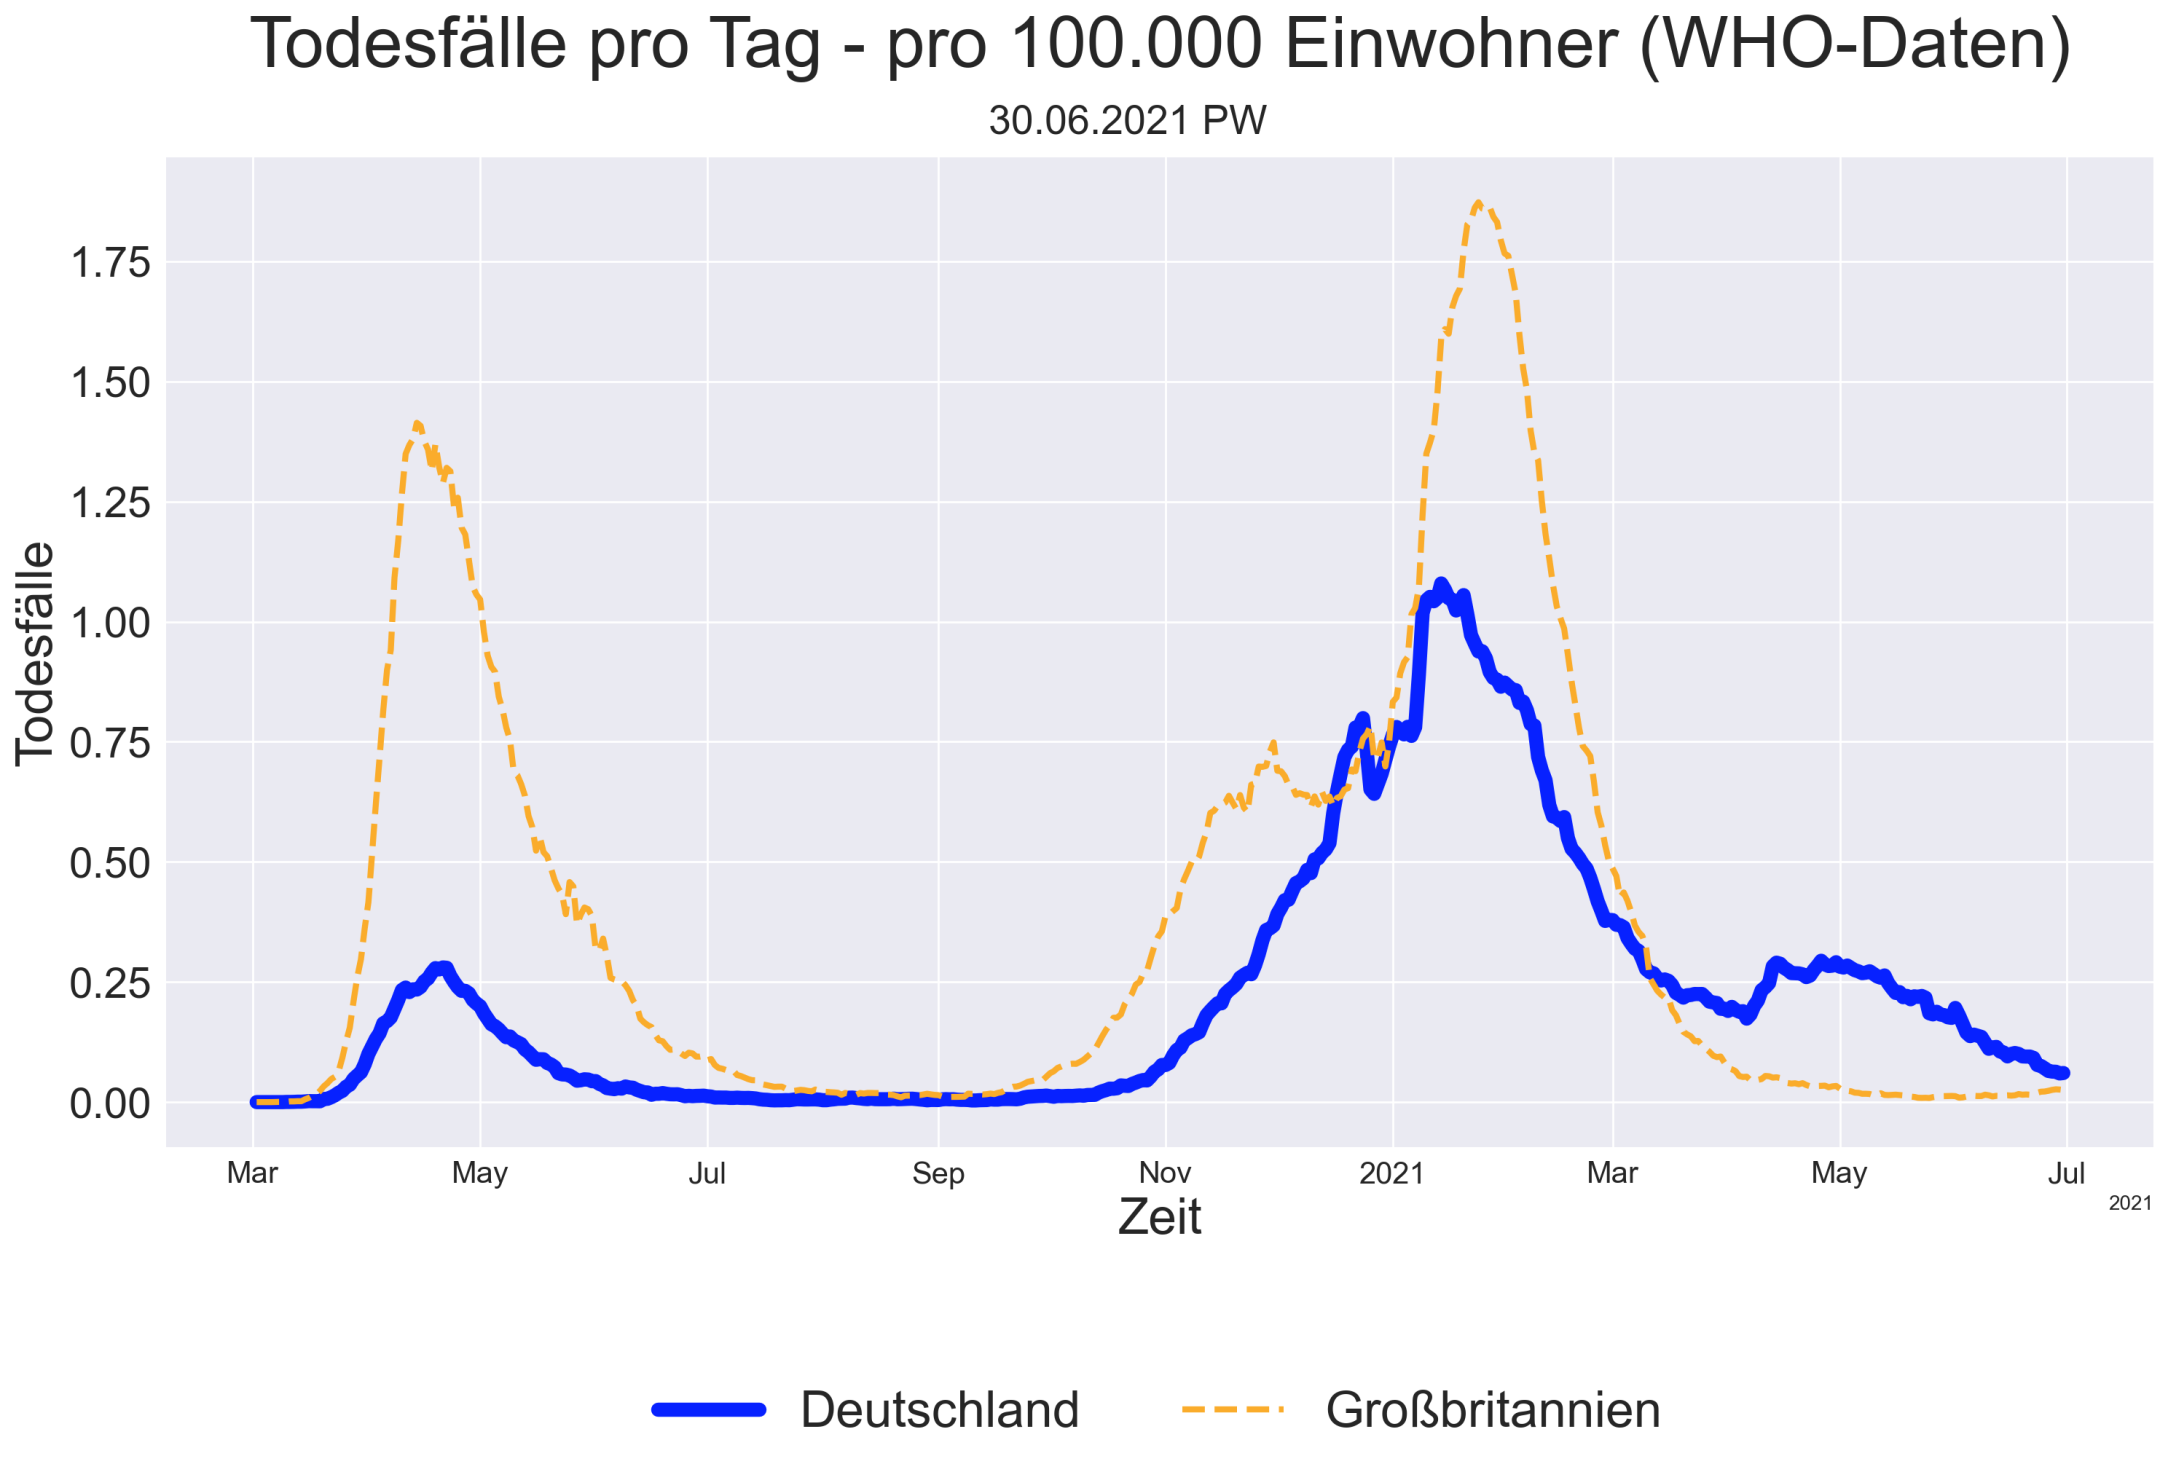 Todesfälle pro Tag - pro 100.000 Einwohner (WHO-Daten)
30.06.2021 PW
Todesfälle
1.75
1.50
1.25
1.00
0.75
0.50
0.25
0.00
Mar May Jul Sep Nov 2021 Mar May Jul
2021
Zeit
Deutschland Großbritannien